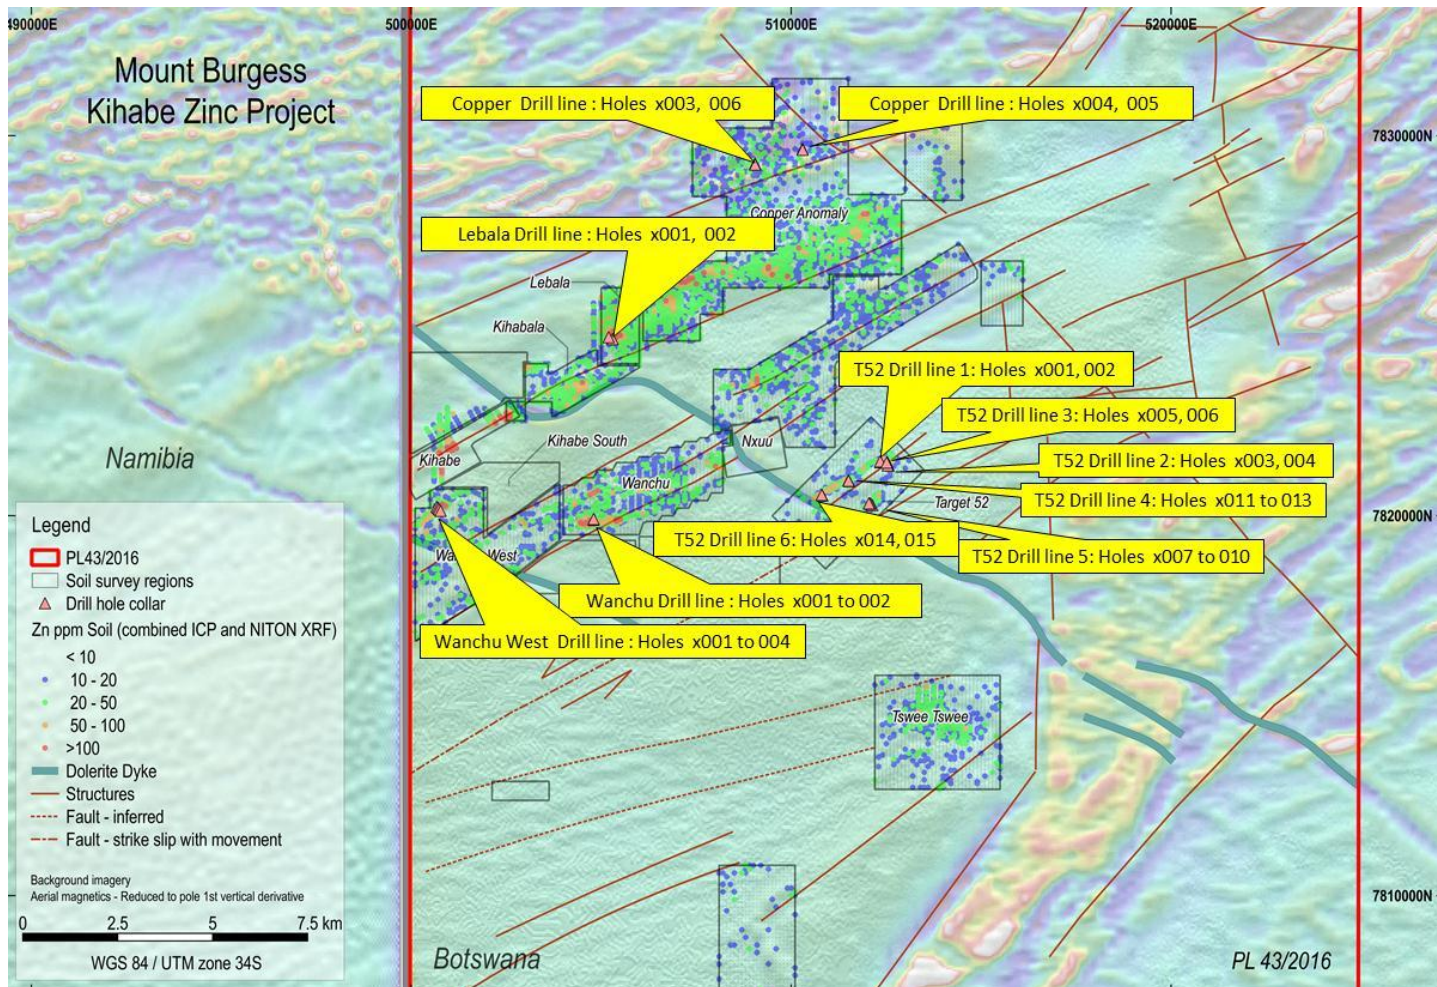 490000E
500000E
510000E
520000E
Mount Burgess
Kihabe Zinc Project
Copper Drill line : Holes x003, 006
Copper Drill line : Holes x004, 005
7830000N
Copper Anomaly
Lebala Drill line : Holes x001, 002
Lebala
Kihabala
T52 Drill line 1: Holes x001, 002
T52 Drill line 3: Holes x005, 006
Kihabe South
Nxuú
Namibia
Kihabe
T52 Drill line 2: Holes x003, 004
Wanchu
T52 Drill line 4: Holes x011 to 013
Target 52
7820000N
T52 Drill line 6: Holes x014, 015
West
T52 Drill line 5: Holes x007 to 010
Wanchu Drill line : Holes x001 to 002
Wanchu West Drill line : Holes x001 to 004
Tswee Tswee
Legend
PL43/2016
Soil survey regions
Drill hole collar
Zn ppm Soil (combined ICP and NITON XRF)
< 10
10 - 20
20 - 50
50 - 100
>100
Dolerite Dyke
Structures
Fault - inferred
Fault - strike slip with movement
Background imagery
Aerial magnetics - Reduced to pole 1st vertical derivative
0 2.5 5 7.5 km
WGS 84 / UTM zone 34S
7810000N
Botswana
PL 43/2016